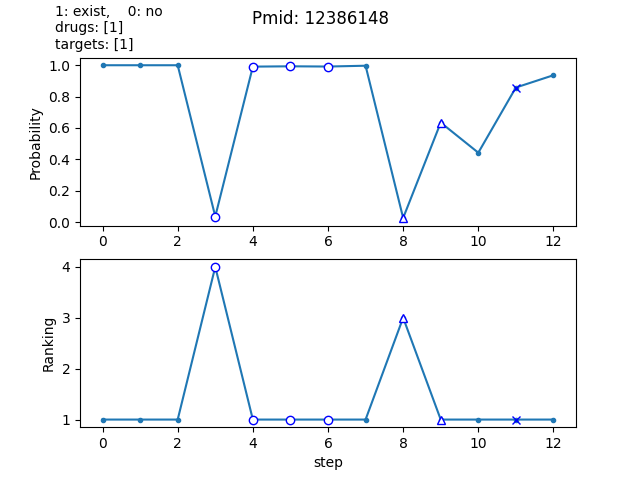 1: exist,    0: no
drugs: [1]
targets: [1]
Pmid: 12386148
Probability
1.0
0.8
0.6
0.4
0.2
0.0
0 2 4 6 8 10 12
Ranking
4
3
2
1
0 2 4 6 8 10 12
step